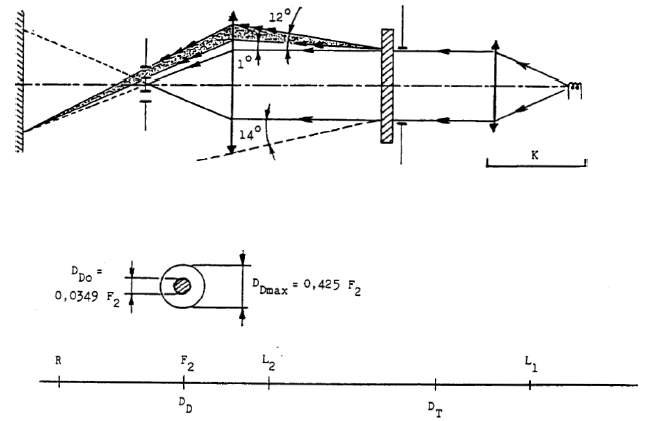 12°
1°
14°
K
D_Do =
0,0349 F_2
D_Dmax = 0,425 F_2
R F_2 L_2 L_1
D_D D_T